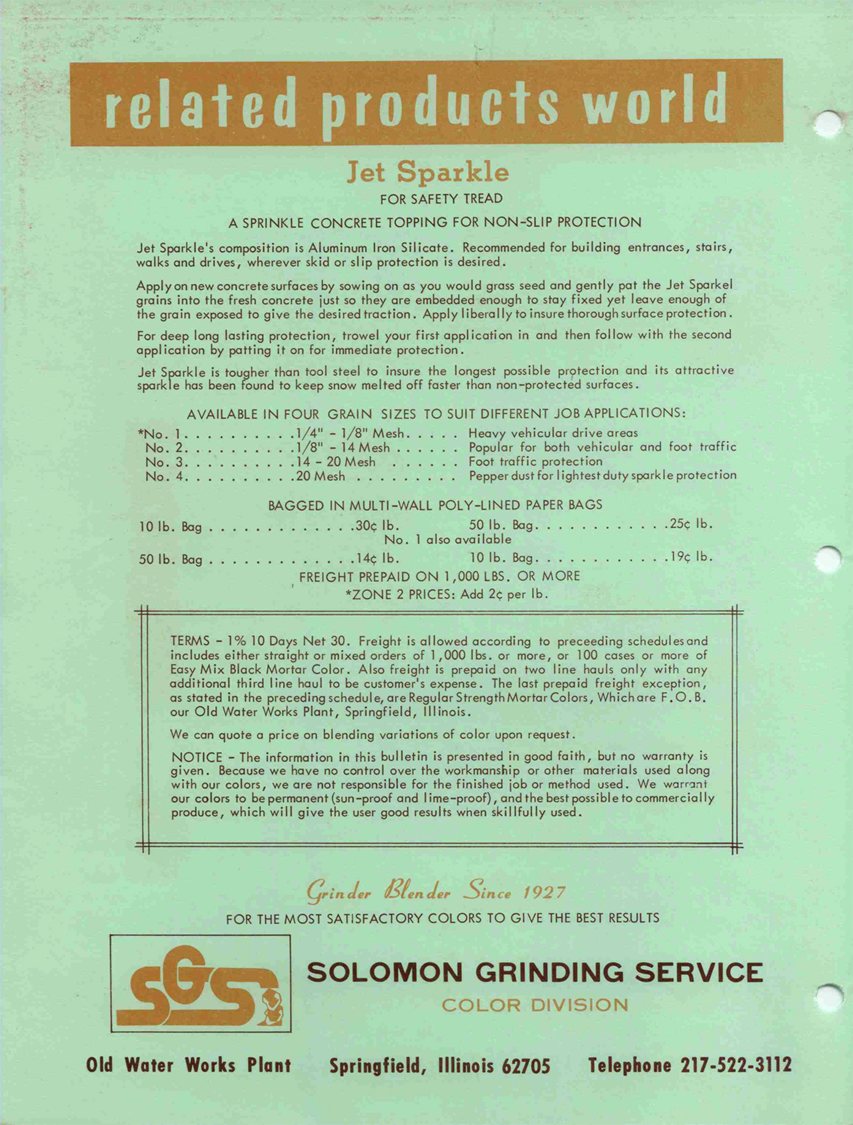 related products world
Jet Sparkle
FOR SAFETY TREAD
A SPRINKLE CONCRETE TOPPING FOR NON-SLIP PROTECTION
Jet Sparkle's composition is Aluminum Iron Silicate. Recommended for building entrances, stairs,
walks and drives, wherever skid or slip protection is desired.
Apply on new concrete surfaces by sowing on as you would grass seed and gently pat the Jet Sparkel
grains into the fresh concrete just so they are embedded enough to stay fixed yet leave enough of
the grain exposed to give the desired traction. Apply liberally to insure thorough surface protection.
For deep long lasting protection, trowel your first application in and then follow with the second
application by patting it on for immediate protection.
Jet Sparkle is tougher than tool steel to insure the longest possible protection and its attractive
sparkle has been found to keep snow melted off faster than non-protected surfaces.
AVAILABLE IN FOUR GRAIN SIZES TO SUIT DIFFERENT JOB APPLICATIONS:
*No. 1. . . . . . . . . .1/4" - 1/8" Mesh. . . . . Heavy vehicular drive areas
No. 2. . . . . . . . . .1/8" - 14 Mesh . . . . . . Popular for both vehicular and foot traffic
No. 3. . . . . . . . . .14 - 20 Mesh . . . . . . Foot traffic protection
No. 4. . . . . . . . . .20 Mesh . . . . . . . . . Pepper dust for lightest duty sparkle protection
BAGGED IN MULTI-WALL POLY-LINED PAPER BAGS
10 lb. Bag . . . . . . . . . . . . .30¢ lb. 50 lb. Bag. . . . . . . . . . . .25¢ lb.
No. 1 also available
50 lb. Bag . . . . . . . . . . . . .14¢ lb. 10 lb. Bag. . . . . . . . . . . .19¢ lb.
FREIGHT PREPAID ON 1,000 LBS. OR MORE
*ZONE 2 PRICES: Add 2¢ per lb.
TERMS - 1% 10 Days Net 30. Freight is allowed according to preceeding schedules and
includes either straight or mixed orders of 1,000 lbs. or more, or 100 cases or more of
Easy Mix Black Mortar Color. Also freight is prepaid on two line hauls only with any
additional third line haul to be customer's expense. The last prepaid freight exception,
as stated in the preceding schedule, are Regular Strength Mortar Colors, Which are F.O.B.
our Old Water Works Plant, Springfield, Illinois.
We can quote a price on blending variations of color upon request.
NOTICE - The information in this bulletin is presented in good faith, but no warranty is
given. Because we have no control over the workmanship or other materials used along
with our colors, we are not responsible for the finished job or method used. We warrant
our colors to be permanent (sun-proof and lime-proof), and the best possible to commercially
produce, which will give the user good results when skillfully used.
Grinder Blender Since 1927
FOR THE MOST SATISFACTORY COLORS TO GIVE THE BEST RESULTS
SGS
SOLOMON GRINDING SERVICE
COLOR DIVISION
Old Water Works Plant Springfield, Illinois 62705 Telephone 217-522-3112